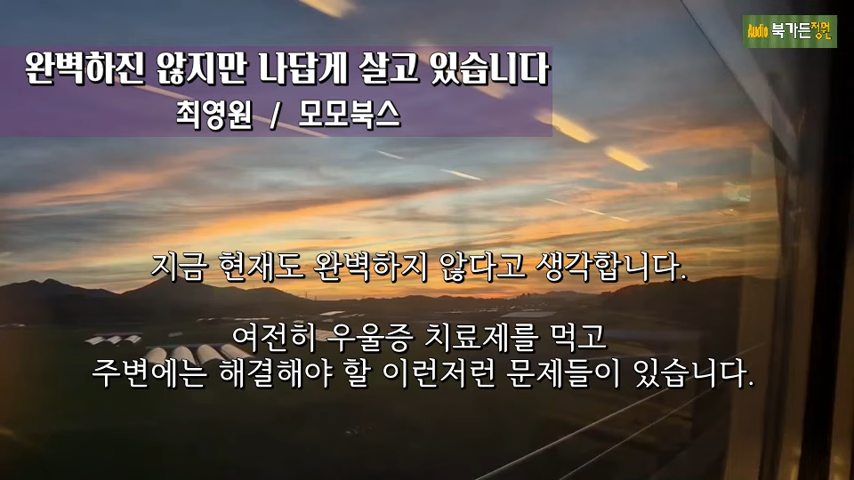 완벽하진 않지만 나답게 살고 있습니다
최영원 / 모모북스
Audio 북가든정원
지금 현재도 완벽하지 않다고 생각합니다.
여전히 우울증 치료제를 먹고
주변에는 해결해야 할 이런저런 문제들이 있습니다.